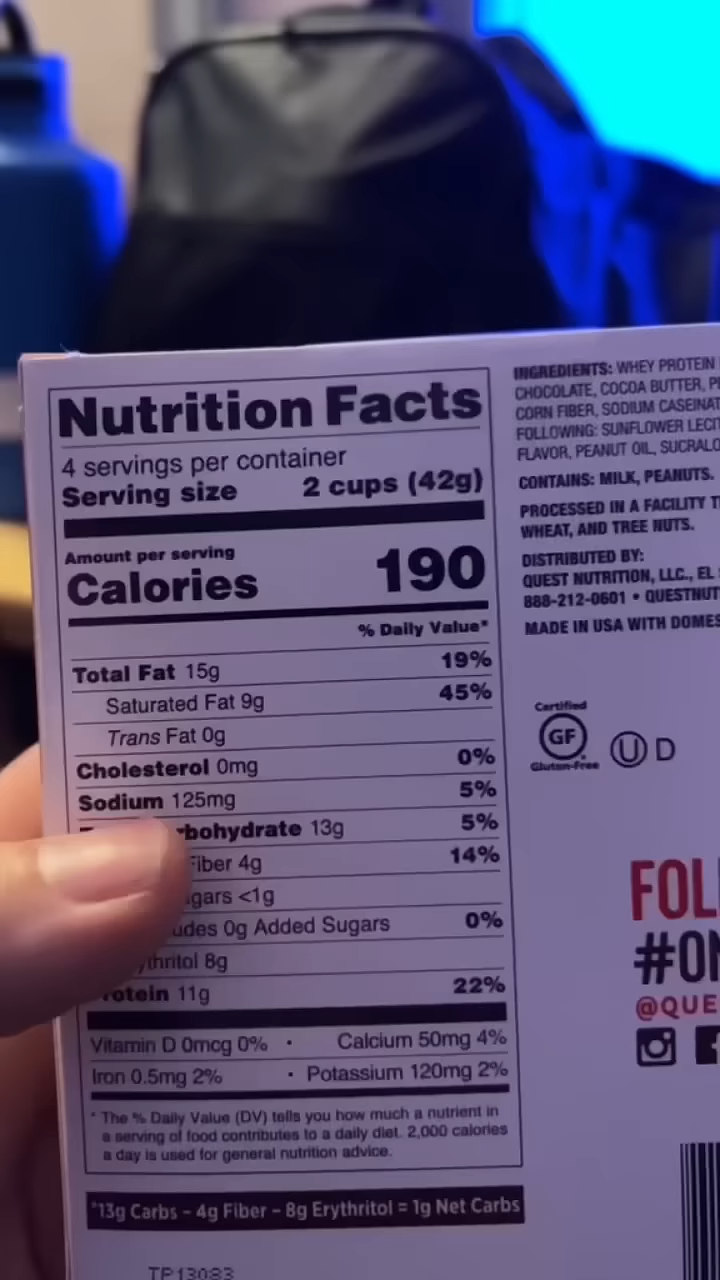 Nutrition Facts
4 servings per container
Serving size 2 cups (42g)
Amount per serving
Calories 190
% Daily Value*
Total Fat 15g 19%
Saturated Fat 9g 45%
Trans Fat 0g
Cholesterol 0mg 0%
Sodium 125mg 5%
rbohydrate 13g 5%
Fiber 4g 14%
gars <1g
udes 0g Added Sugars 0%
ythritol 8g
rotein 11g 22%
Vitamin D 0mcg 0% • Calcium 50mg 4%
Iron 0.5mg 2% • Potassium 120mg 2%
* The % Daily Value (DV) tells you how much a nutrient in
a serving of food contributes to a daily diet. 2,000 calories
a day is used for general nutrition advice.
*13g Carbs – 4g Fiber – 8g Erythritol = 1g Net Carbs
TP13083
INGREDIENTS: WHEY PROTEIN
CHOCOLATE, COCOA BUTTER, PE
CORN FIBER, SODIUM CASEINAT
FOLLOWING: SUNFLOWER LECIT
FLAVOR, PEANUT OIL, SUCRALO
CONTAINS: MILK, PEANUTS.
PROCESSED IN A FACILITY T
WHEAT, AND TREE NUTS.
DISTRIBUTED BY:
QUEST NUTRITION, LLC., EL
888-212-0601 • QUESTNUT
MADE IN USA WITH DOMES
Certified
GF
Gluten-Free
U D
FOL
#ON
@QUE